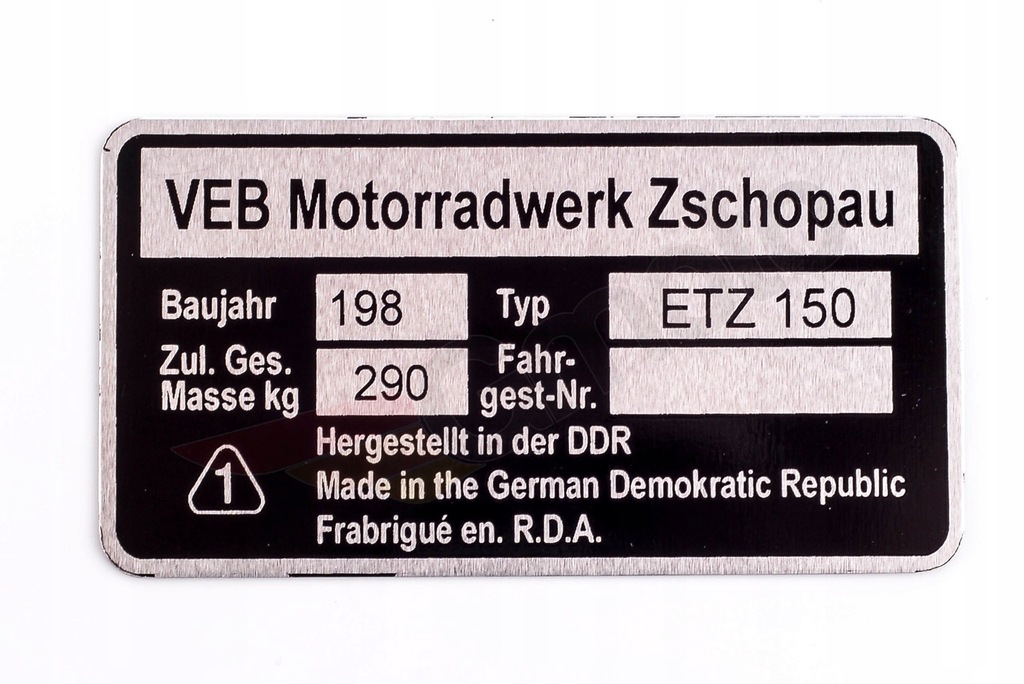 VEB Motorradwerk Zschopau
Baujahr 198 Typ ETZ 150
Zul. Ges. Masse kg 290 Fahr-gest-Nr.
1
Hergestellt in der DDR
Made in the German Demokratic Republic
Frabrigué en. R.D.A.